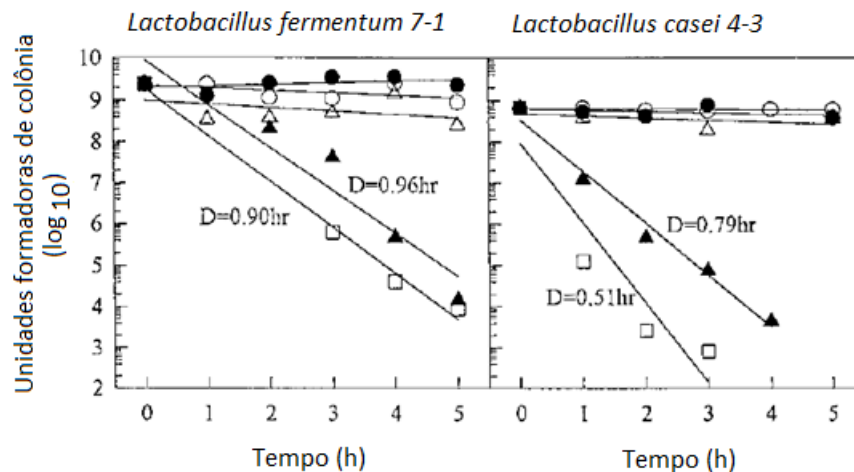 Lactobacillus fermentum 7-1
Lactobacillus casei 4-3
Unidades formadoras de colônia
(log 10)
10
9
8
7
6
5
4
3
2
D=0.96hr
D=0.90hr
D=0.79hr
D=0.51hr
0 1 2 3 4 5
0 1 2 3 4 5
Tempo (h)
Tempo (h)